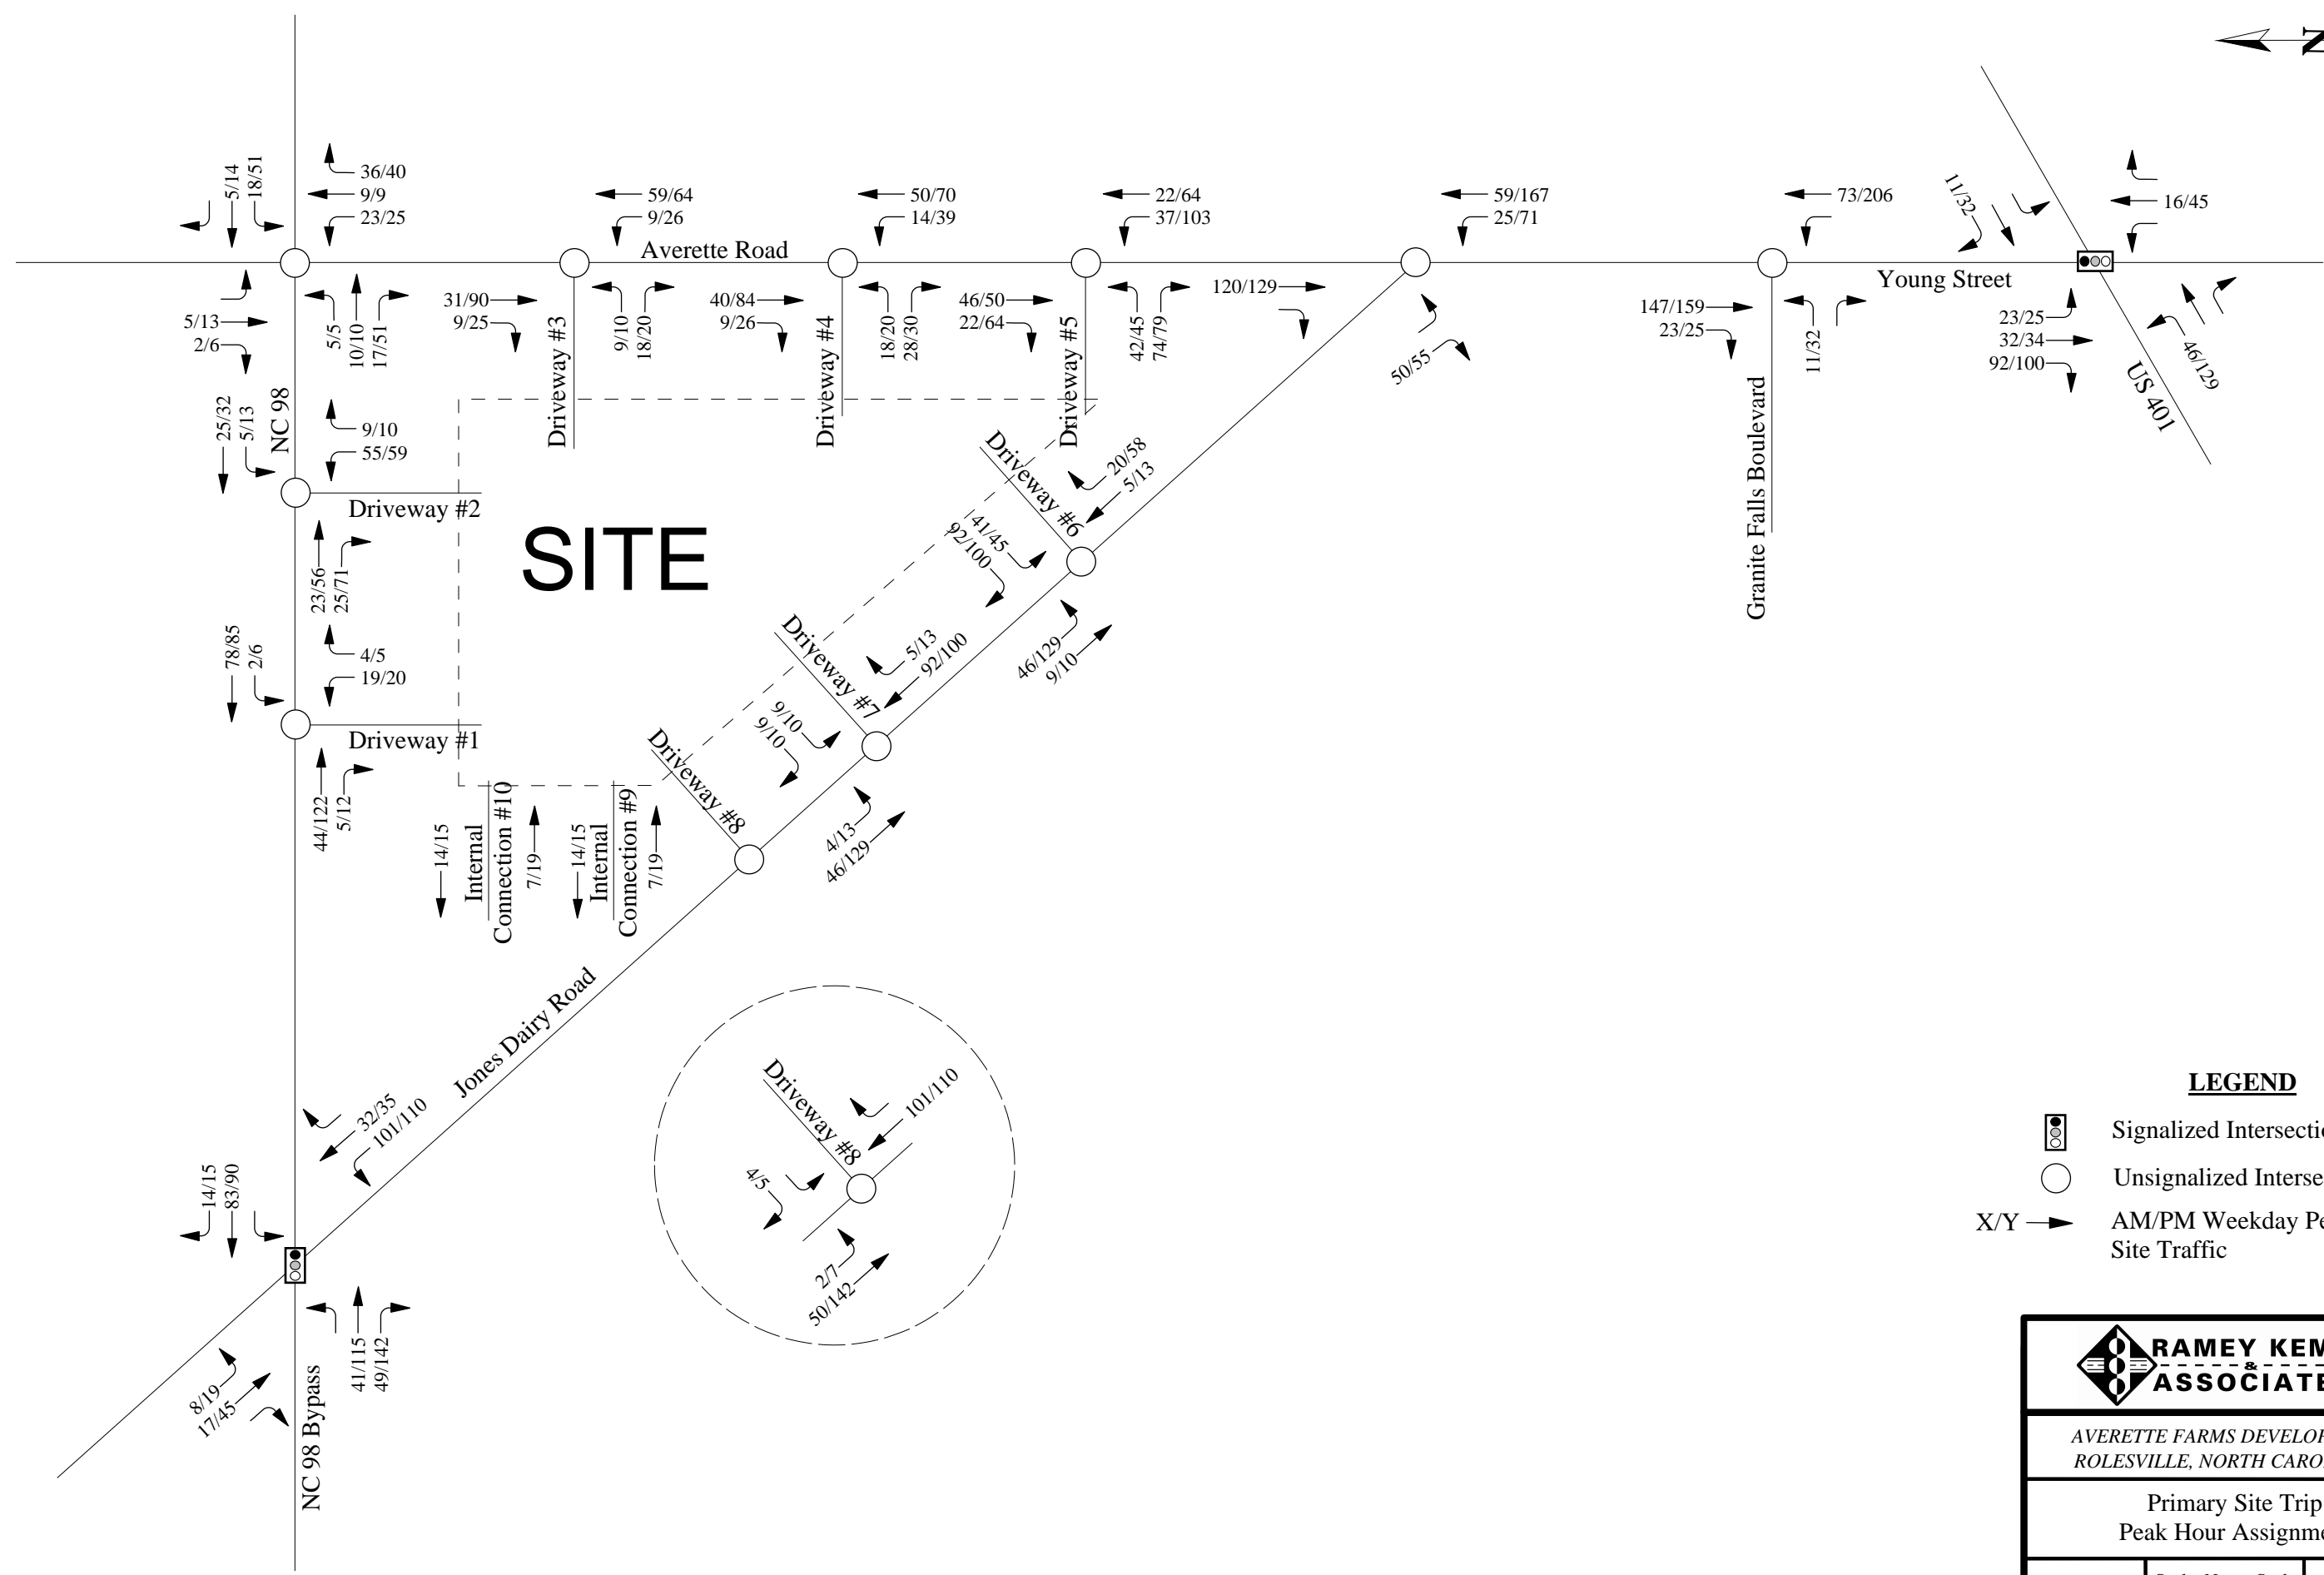 N
5/14
18/51
36/40
9/9
23/25
59/64
9/26
50/70
14/39
22/64
37/103
59/167
25/71
73/206
11/32
16/45
Averette Road
Young Street
5/13
2/6
5/5
10/10
17/51
31/90
9/25
9/10
18/20
40/84
9/26
18/20
28/30
46/50
22/64
42/45
74/79
120/129
50/55
147/159
23/25
11/32
23/25
32/34
92/100
46/129
US 401
NC 98
Driveway #3
Driveway #4
Driveway #5
Granite Falls Boulevard
25/32
5/13
9/10
55/59
Driveway #2
SITE
Driveway #6
20/58
5/13
41/45
92/100
46/129
9/10
23/56
25/71
78/85
2/6
4/5
19/20
Driveway #1
Driveway #7
5/13
92/100
9/10
9/10
4/13
46/129
Driveway #8
44/122
5/12
14/15
Internal
Connection #10
7/19
14/15
Internal
Connection #9
7/19
Jones Dairy Road
32/35
101/110
14/15
83/90
41/115
49/142
8/19
17/45
NC 98 Bypass
Driveway #8
101/110
4/5
2/7
50/142
LEGEND
Signalized
Unsignalized
X/Y
AM/PM Weekday
Site Traffic
RAMEY
&
AVERETTE FARMS
ROLESVILLE, NORTH
Primary Site Trip
Peak Hour